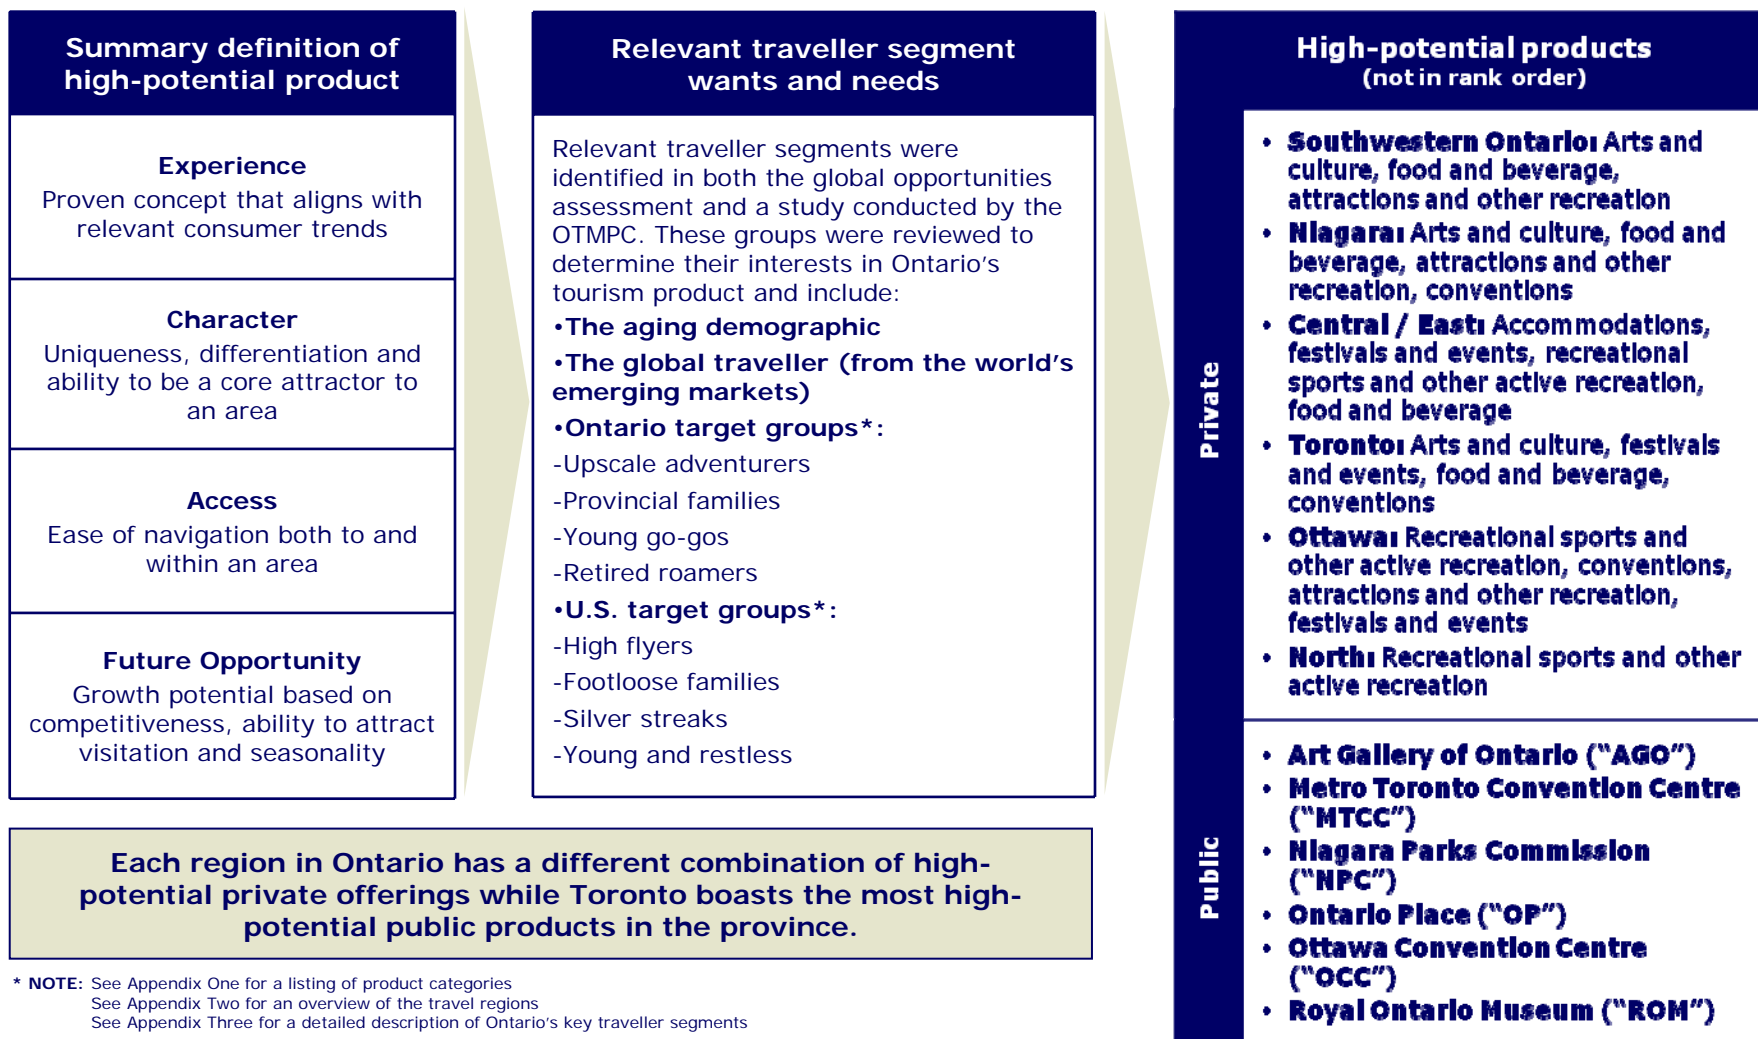 Summary definition of
high-potential product
Experience
Proven concept that aligns with
relevant consumer trends
Character
Uniqueness, differentiation and
ability to be a core attractor to
an area
Access
Ease of navigation both to and
within an area
Future Opportunity
Growth potential based on
competitiveness, ability to attract
visitation and seasonality
Relevant traveller segment
wants and needs
Relevant traveller segments were
identified in both the global opportunities
assessment and a study conducted by the
OTMPC. These groups were reviewed to
determine their interests in Ontario's
tourism product and include:
•The aging demographic
•The global traveller (from the world's
emerging markets)
•Ontario target groups*:
-Upscale adventurers
-Provincial families
-Young go-gos
-Retired roamers
•U.S. target groups*:
-High flyers
-Footloose families
-Silver streaks
-Young and restless
High-potential products
(not in rank order)
Private
• Southwestern Ontario: Arts and
culture, food and beverage,
attractions and other recreation
• Niagara: Arts and culture, food and
beverage, attractions and other
recreation, conventions
• Central / East: Accommodations,
festivals and events, recreational
sports and other active recreation,
food and beverage
• Toronto: Arts and culture, festivals
and events, food and beverage,
conventions
• Ottawa: Recreational sports and
other active recreation, conventions,
attractions and other recreation,
festivals and events
• North: Recreational sports and other
active recreation
Public
• Art Gallery of Ontario ("AGO")
• Metro Toronto Convention Centre
("MTCC")
• Niagara Parks Commission
("NPC")
• Ontario Place ("OP")
• Ottawa Convention Centre
("OCC")
• Royal Ontario Museum ("ROM")
Each region in Ontario has a different combination of high-
potential private offerings while Toronto boasts the most high-
potential public products in the province.
* NOTE: See Appendix One for a listing of product categories
See Appendix Two for an overview of the travel regions
See Appendix Three for a detailed description of Ontario's key traveller segments